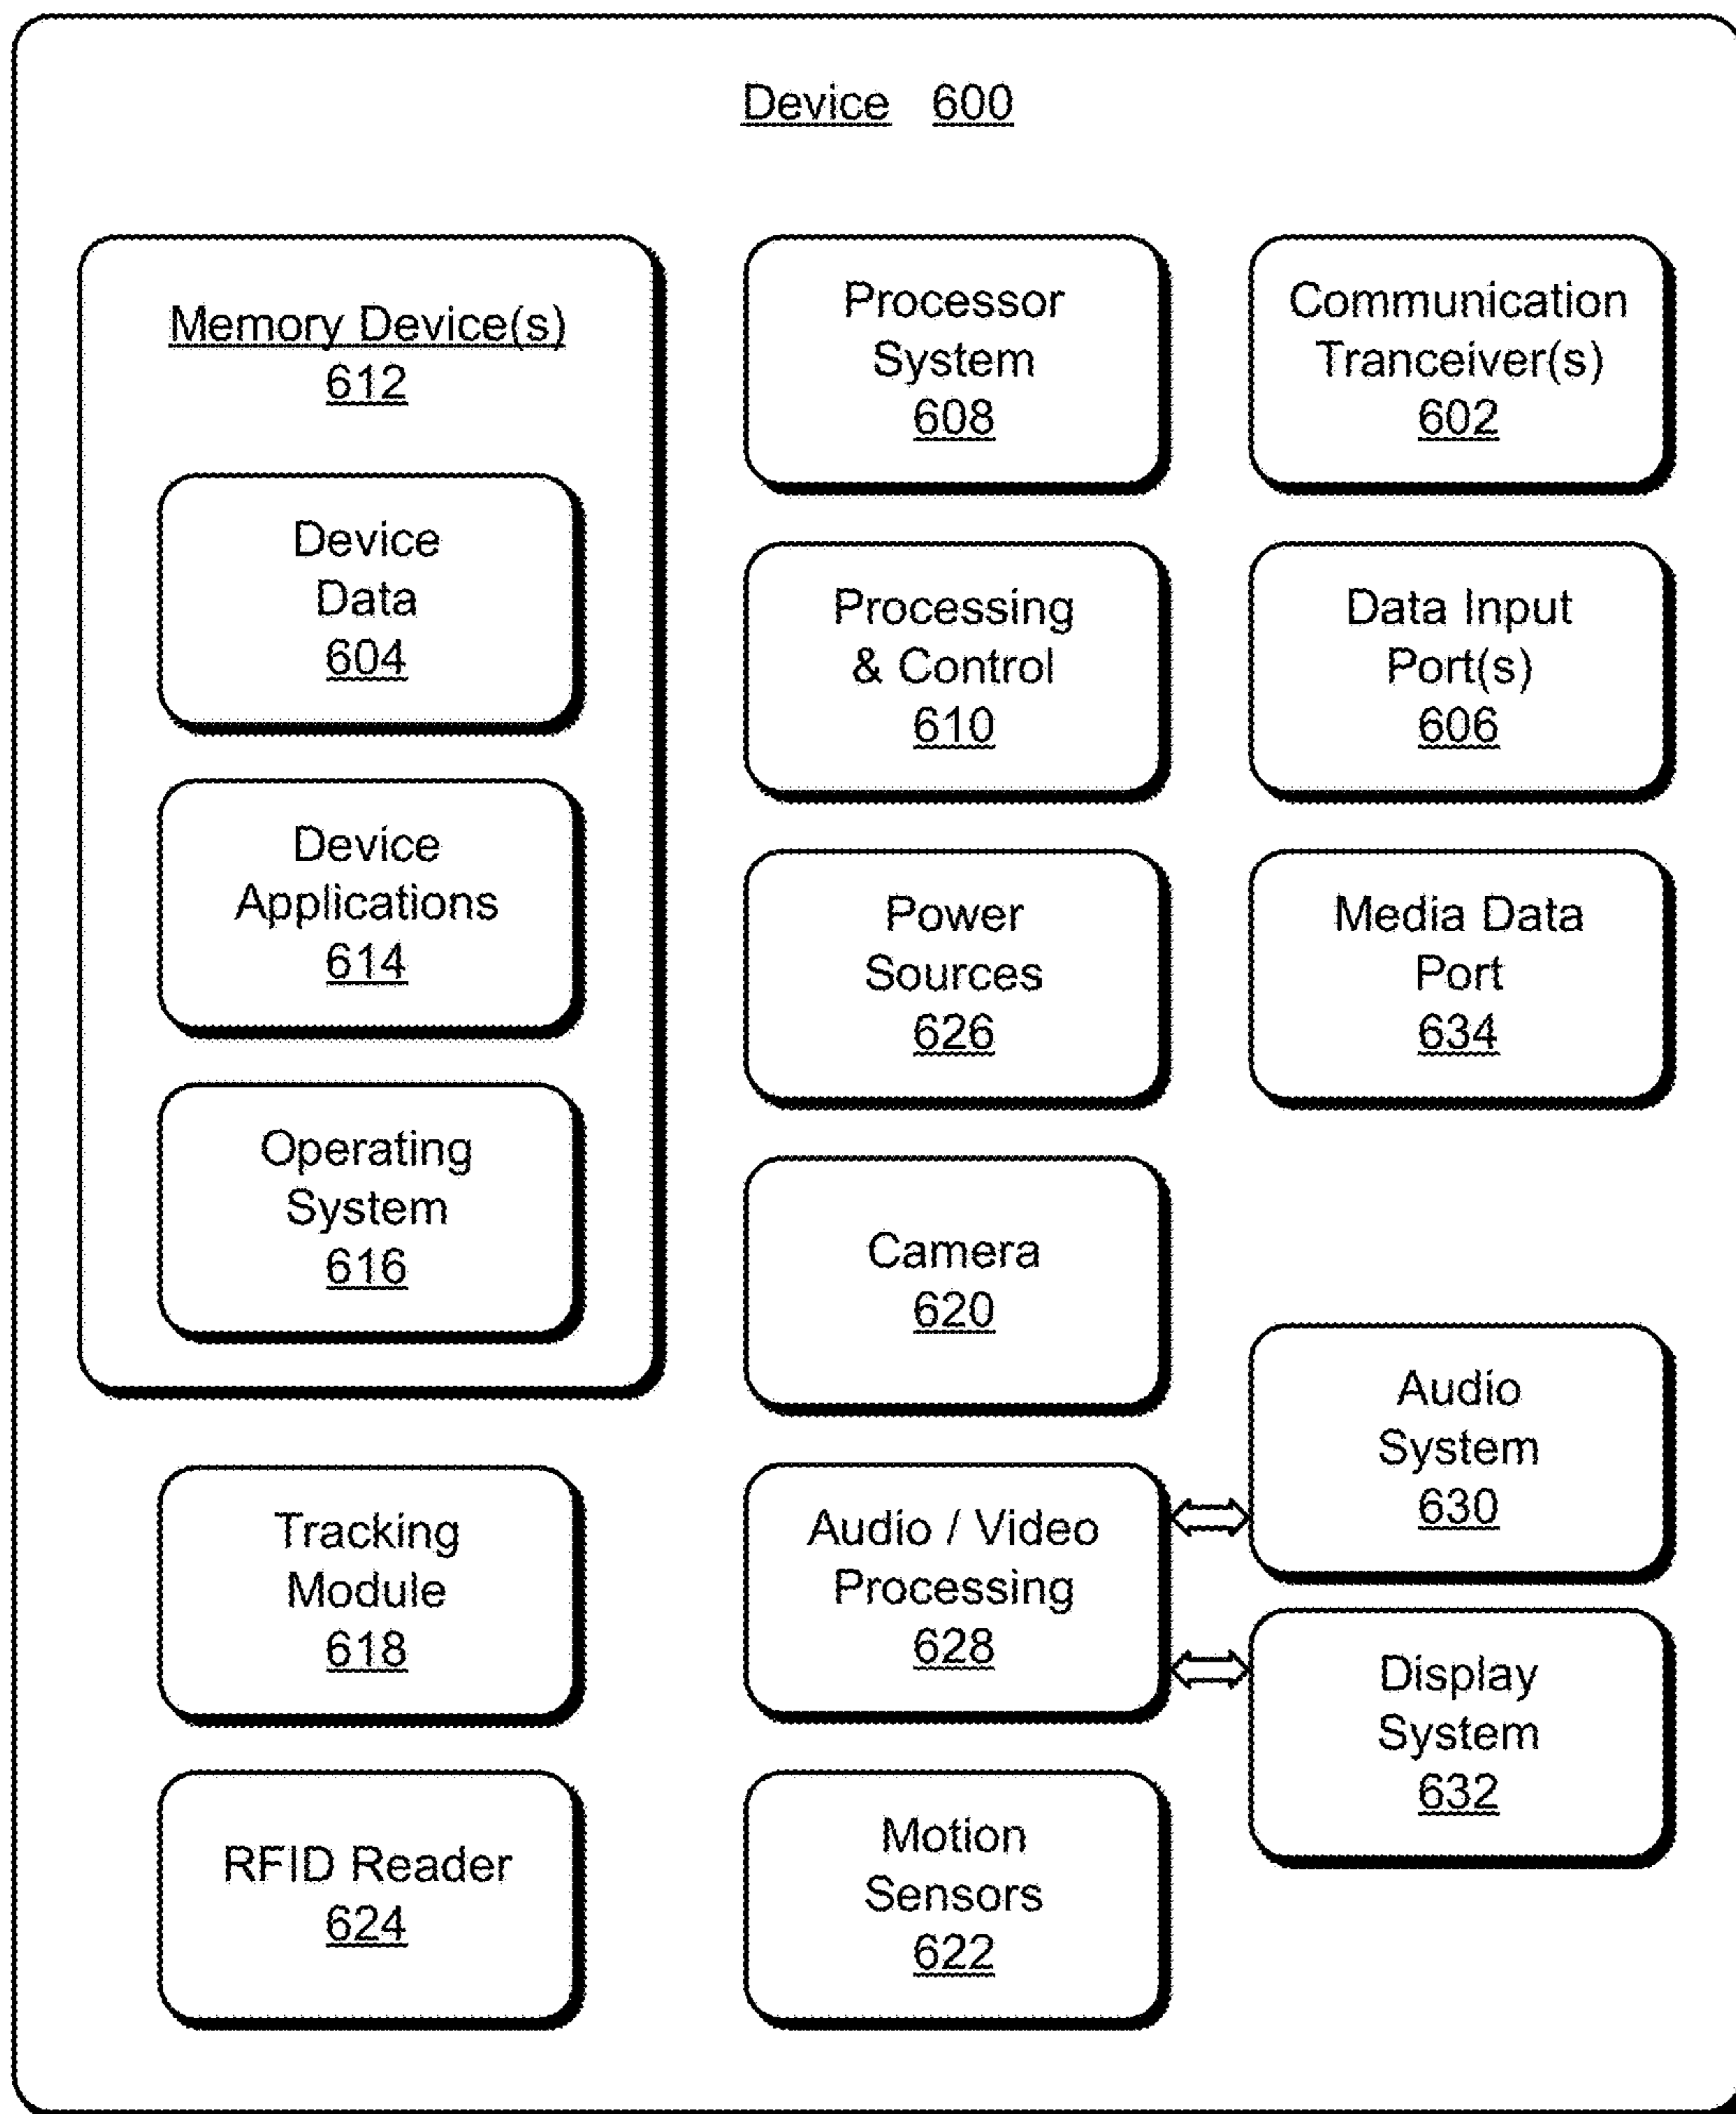 Device 600
Memory Device(s)
612
Device
Data
604
Device
Applications
614
Operating
System
616
Tracking
Module
618
RFID Reader
624
Processor
System
608
Processing
& Control
610
Power
Sources
626
Camera
620
Audio / Video
Processing
628
Motion
Sensors
622
Communication
Tranceiver(s)
602
Data Input
Port(s)
606
Media Data
Port
634
Audio
System
630
Display
System
632